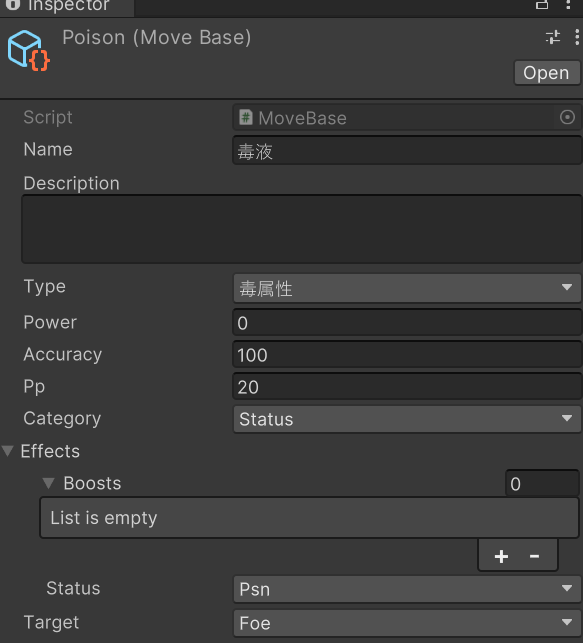 Inspector
Poison (Move Base)
Open
Script # MoveBase
Name 毒液
Description
Type 毒属性
Power 0
Accuracy 100
Pp 20
Category Status
Effects
Boosts 0
List is empty
+ -
Status Psn
Target Foe